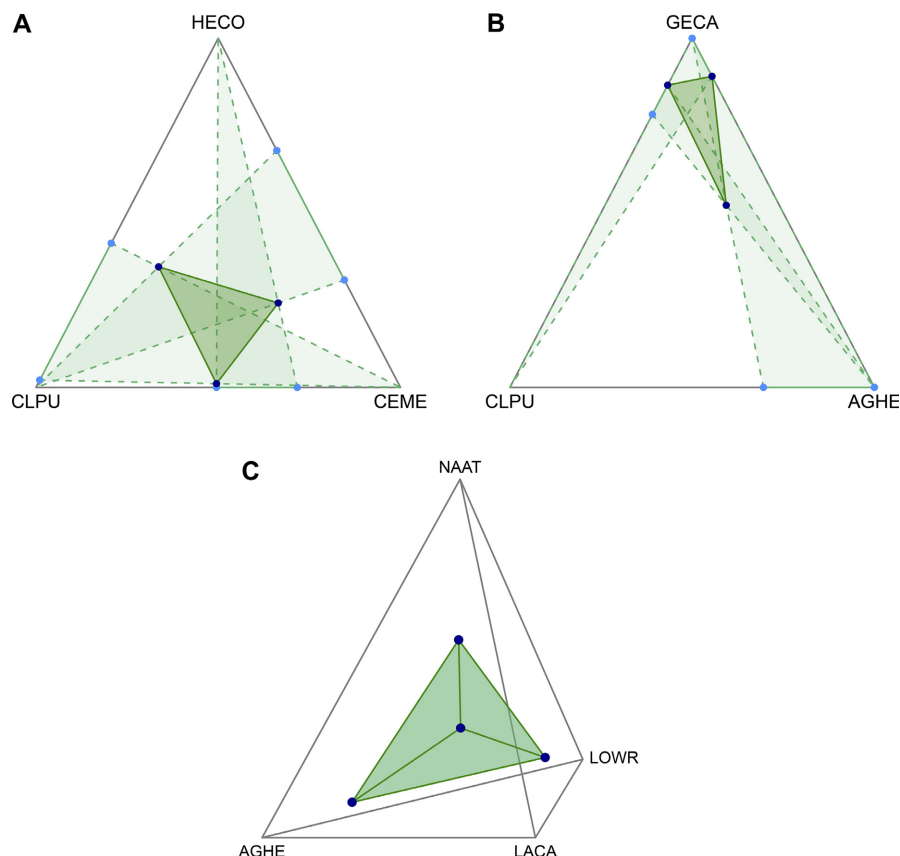 A
HECO
CLPU
CEME
B
GECA
CLPU
AGHE
C
NAAT
LOWR
AGHE
LACA